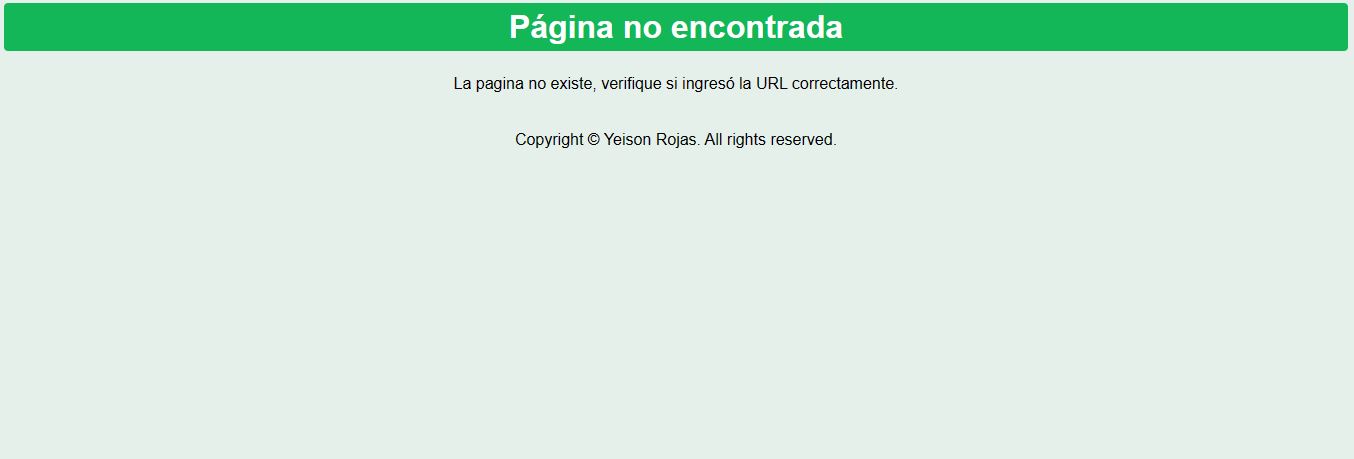 Página no encontrada
La pagina no existe, verifique si ingresó la URL correctamente.
Copyright © Yeison Rojas. All rights reserved.